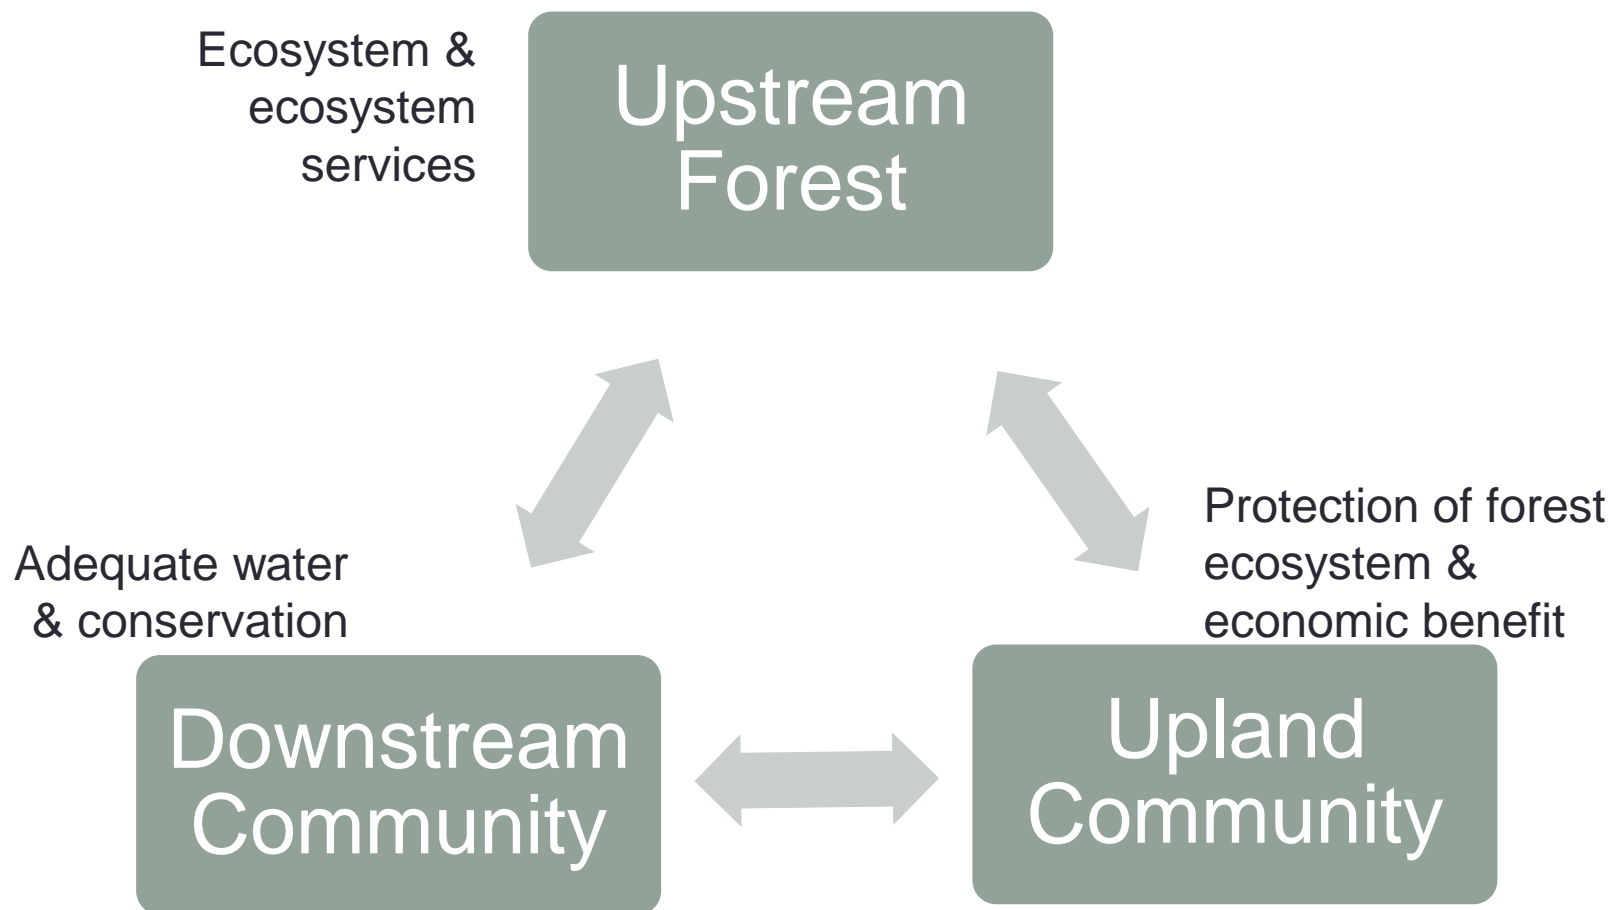 Ecosystem &
ecosystem
services
Upstream
Forest
Adequate water
& conservation
Protection of forest
ecosystem &
economic benefit
Downstream
Community
Upland
Community